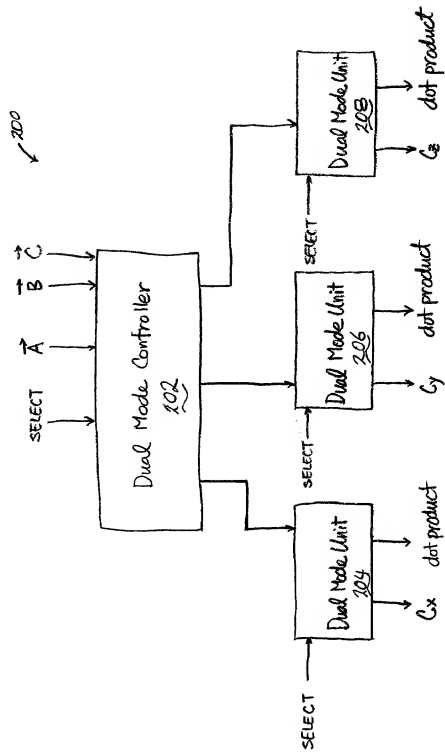 200
SELECT
A
B
C
Dual Mode Controller
202
SELECT
Dual Mode Unit
204
Cx
dot product
SELECT
Dual Mode Unit
206
Cy
dot product
SELECT
Dual Mode Unit
208
Cz
dot product